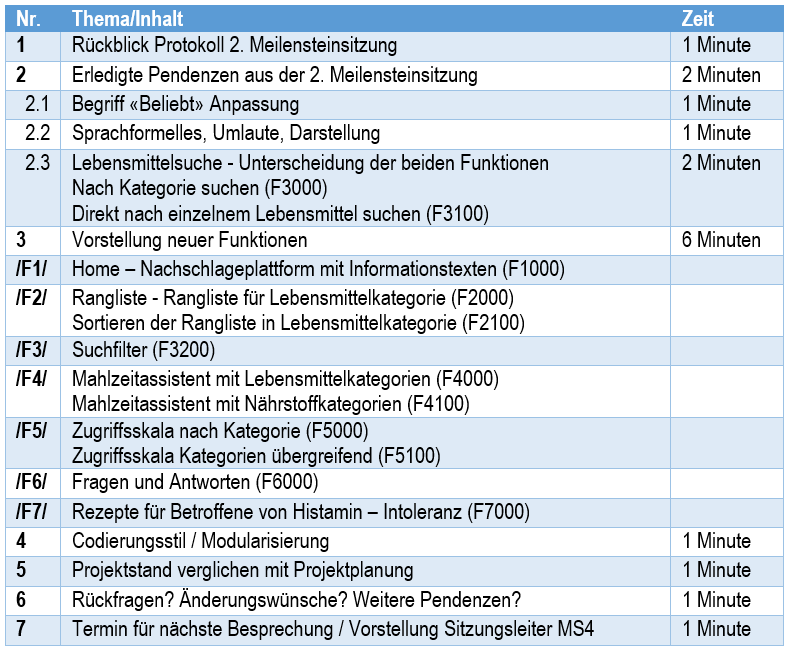 Nr. Thema/Inhalt Zeit
1 Rückblick Protokoll 2. Meilensteinsitzung 1 Minute
2 Erledigte Pendenzen aus der 2. Meilensteinsitzung 2 Minuten
2.1 Begriff «Beliebt» Anpassung 1 Minute
2.2 Sprachformelles, Umlaute, Darstellung 1 Minute
2.3 Lebensmittelsuche - Unterscheidung der beiden Funktionen 2 Minuten
Nach Kategorie suchen (F3000)
Direkt nach einzelnem Lebensmittel suchen (F3100)
3 Vorstellung neuer Funktionen 6 Minuten
/F1/ Home – Nachschlageplattform mit Informationstexten (F1000)
/F2/ Rangliste - Rangliste für Lebensmittelkategorie (F2000)
Sortieren der Rangliste in Lebensmittelkategorie (F2100)
/F3/ Suchfilter (F3200)
/F4/ Mahlzeitassistent mit Lebensmittelkategorien (F4000)
Mahlzeitassistent mit Nährstoffkategorien (F4100)
/F5/ Zugriffsskala nach Kategorie (F5000)
Zugriffsskala Kategorien übergreifend (F5100)
/F6/ Fragen und Antworten (F6000)
/F7/ Rezepte für Betroffene von Histamin – Intoleranz (F7000)
4 Codierungsstil / Modularisierung 1 Minute
5 Projektstand verglichen mit Projektplanung 1 Minute
6 Rückfragen? Änderungswünsche? Weitere Pendenzen? 1 Minute
7 Termin für nächste Besprechung / Vorstellung Sitzungsleiter MS4 1 Minute